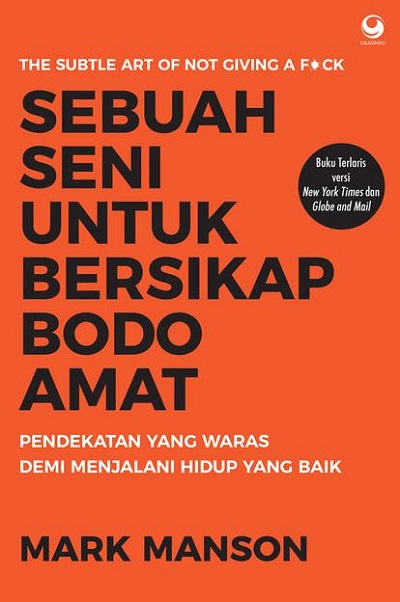 GRASINDO
THE SUBTLE ART OF NOT GIVING A F*CK
SEBUAH
SENI
UNTUK
BERSIKAP
BODO
AMAT
Buku Terlaris
versi
New York Times dan
Globe and Mail
PENDEKATAN YANG WARAS
DEMI MENJALANI HIDUP YANG BAIK
MARK MANSON